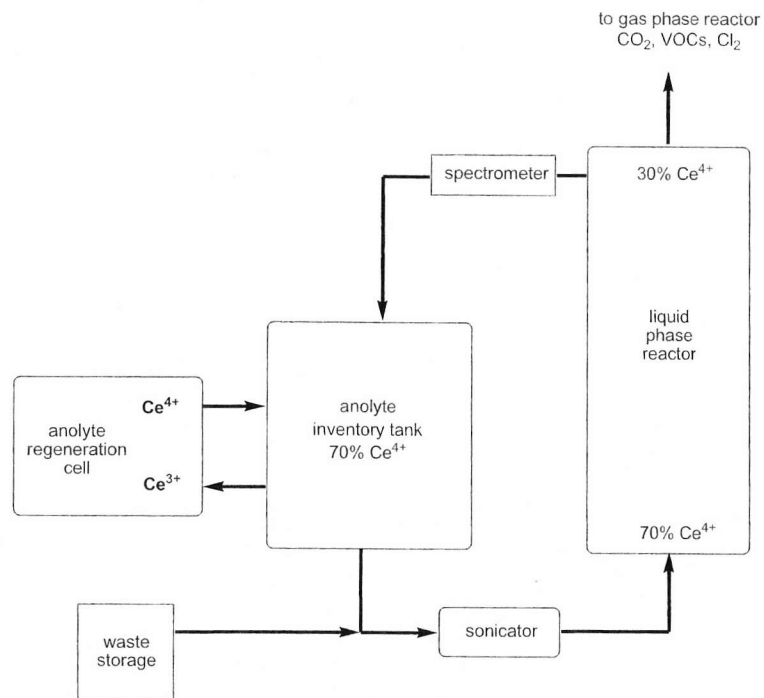 to gas phase reactor
CO₂, VOCs, Cl₂
spectrometer
30% Ce⁴⁺
liquid
phase
reactor
70% Ce⁴⁺
anolyte
inventory tank
70% Ce⁴⁺
Ce⁴⁺
anolyte
regeneration
cell
Ce³⁺
waste
storage
sonicator